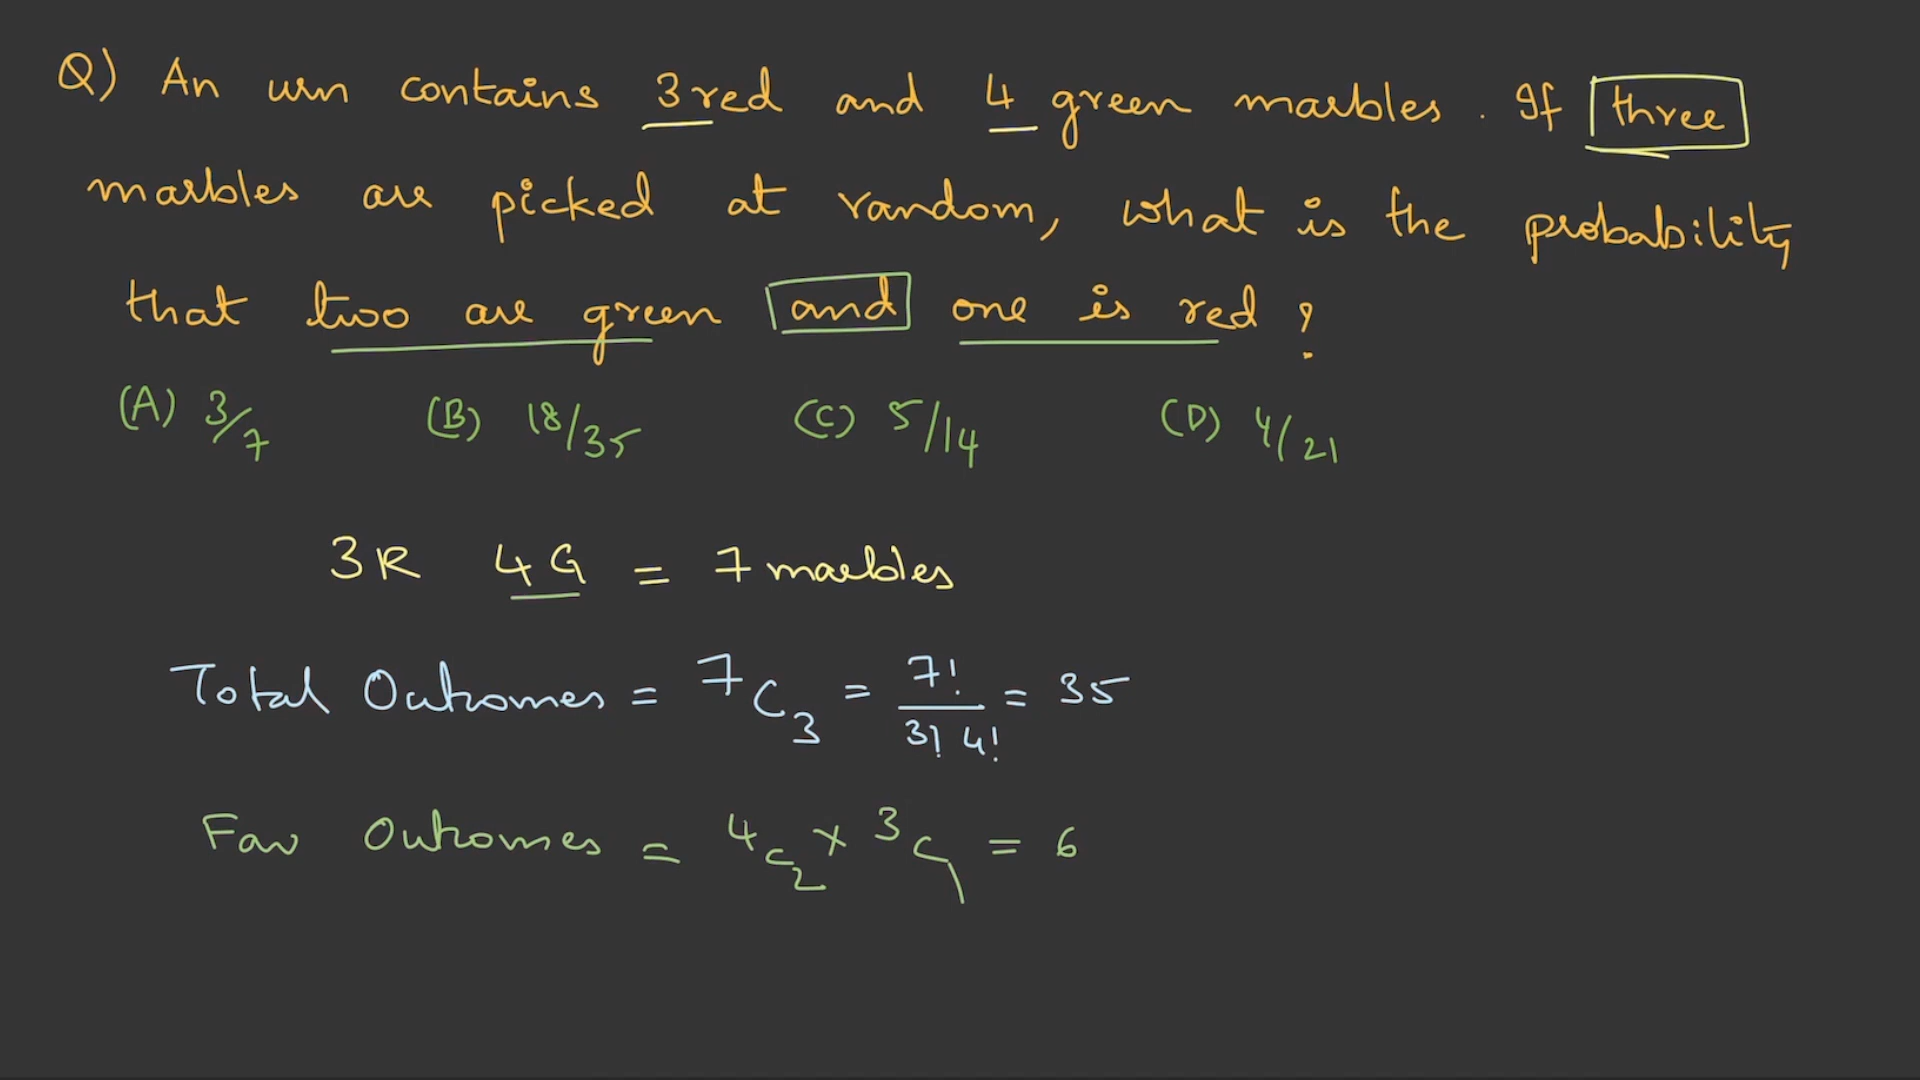 Q) An urn contains 3 red and 4 green marbles. If three
marbles are picked at random, what is the probability
that two are green and one is red?
(A) 3/7 (B) 18/35 (C) 5/14 (D) 4/21
3R 4G = 7 marbles
Total Outcomes = 7C3 = 7!/3! 4! = 35
Fav Outcomes = 4C2 × 3C1 = 6